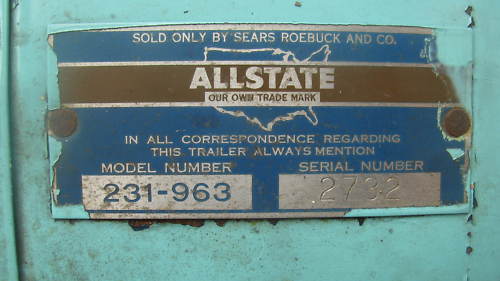 SOLD ONLY BY SEARS ROEBUCK AND CO.
ALLSTATE
OUR OWN TRADE MARK
IN ALL CORRESPONDENCE REGARDING
THIS TRAILER ALWAYS MENTION
MODEL NUMBER SERIAL NUMBER
231-963 2732